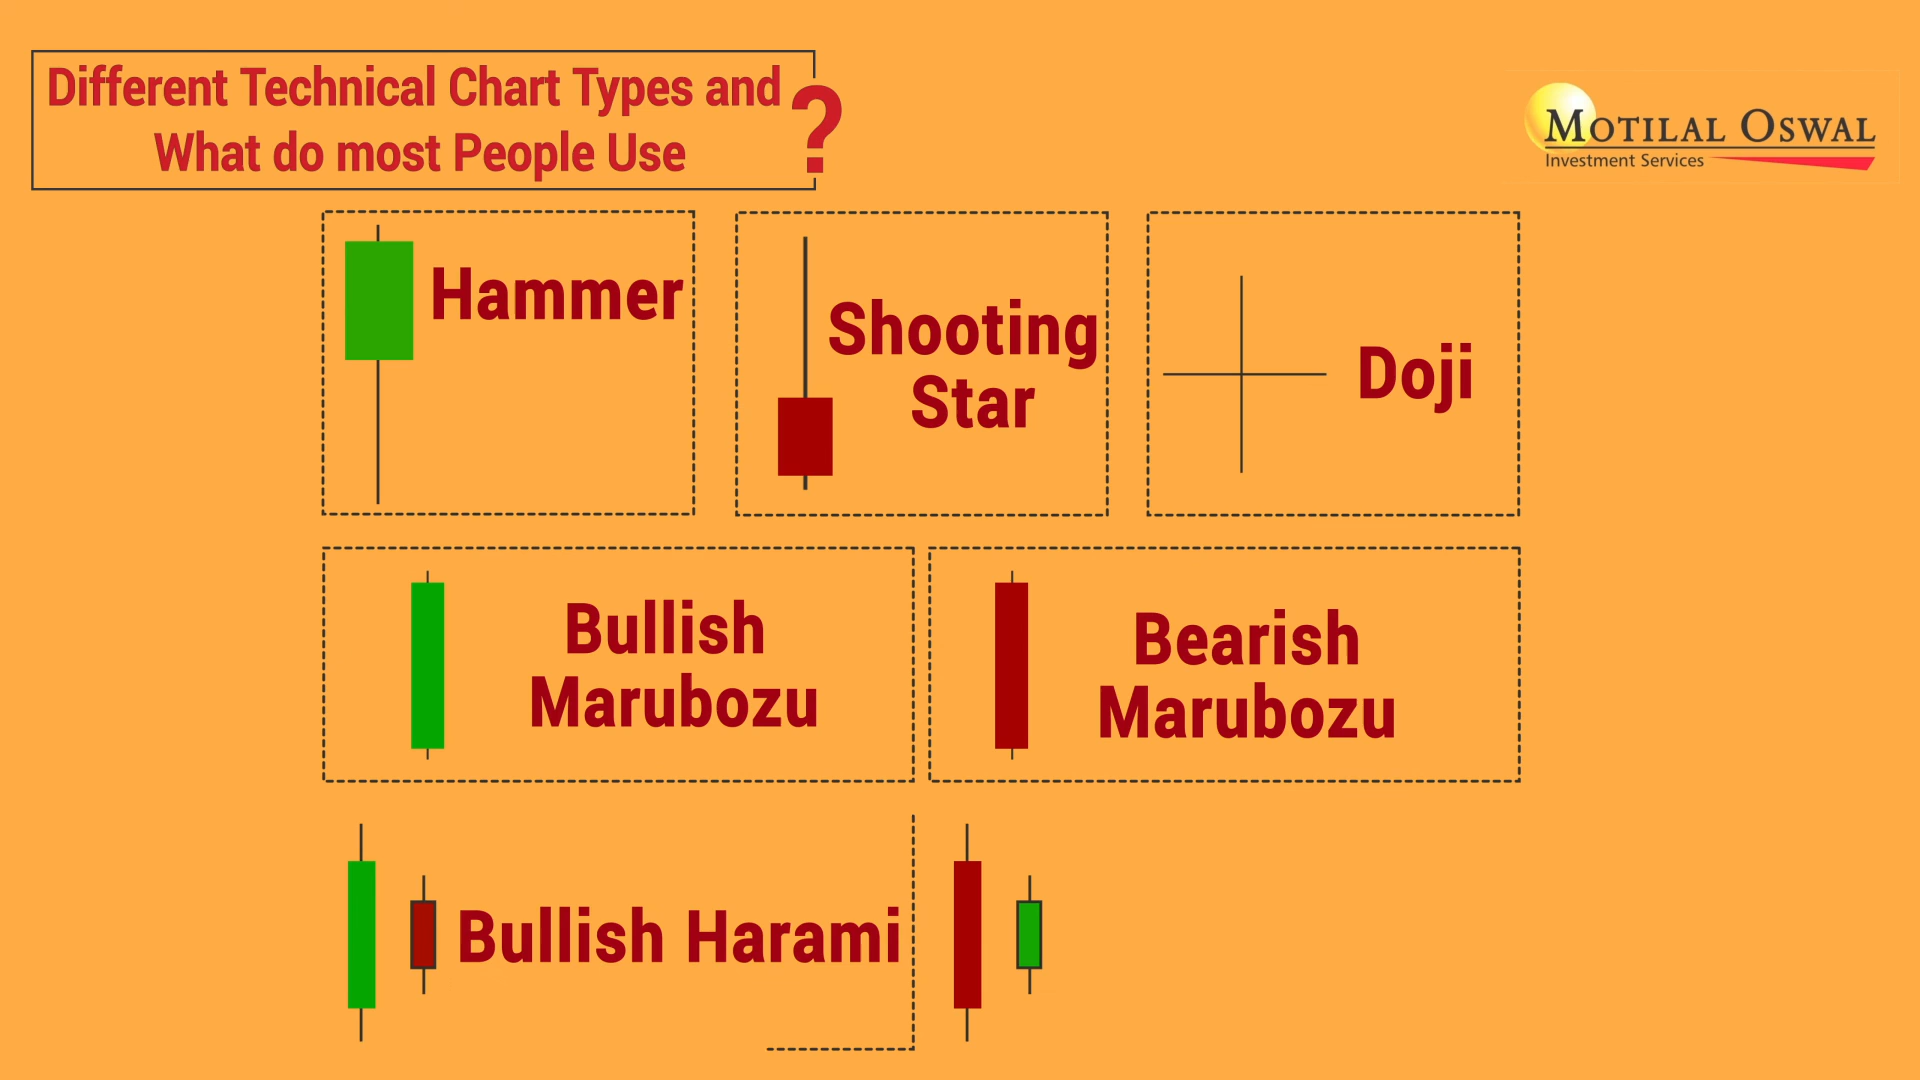 Different Technical Chart Types and
What do most People Use
?
MOTILAL OSWAL
Investment Services
Hammer
Shooting
Star
Doji
Bullish
Marubozu
Bearish
Marubozu
Bullish Harami